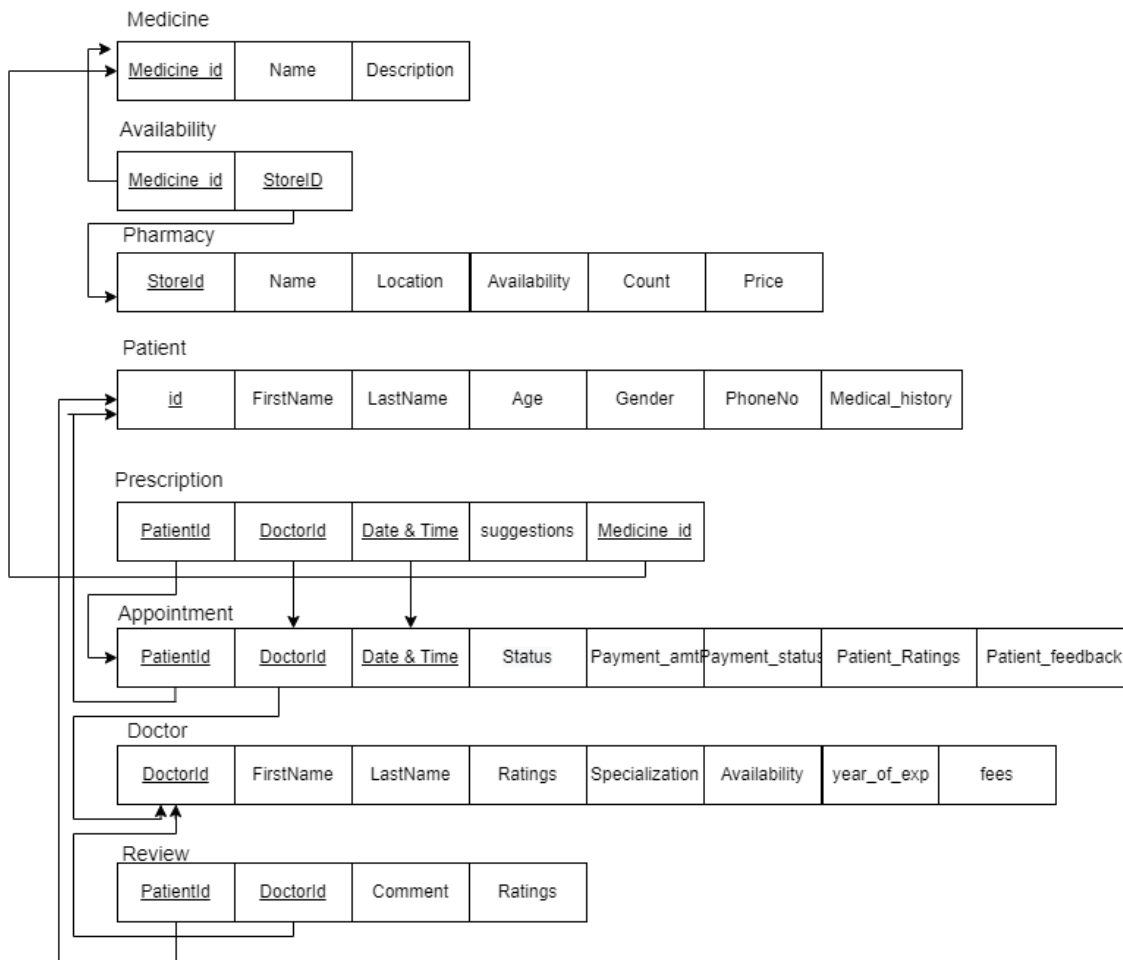 Medicine
Medicine_id Name Description
Availability
Medicine_id StoreID
Pharmacy
StoreId Name Location Availability Count Price
Patient
id FirstName LastName Age Gender PhoneNo Medical_history
Prescription
PatientId DoctorId Date & Time suggestions Medicine_id
Appointment
PatientId DoctorId Date & Time Status Payment_amt Payment_status Patient_Ratings Patient_feedback
Doctor
DoctorId FirstName LastName Ratings Specialization Availability year_of_exp fees
Review
PatientId DoctorId Comment Ratings